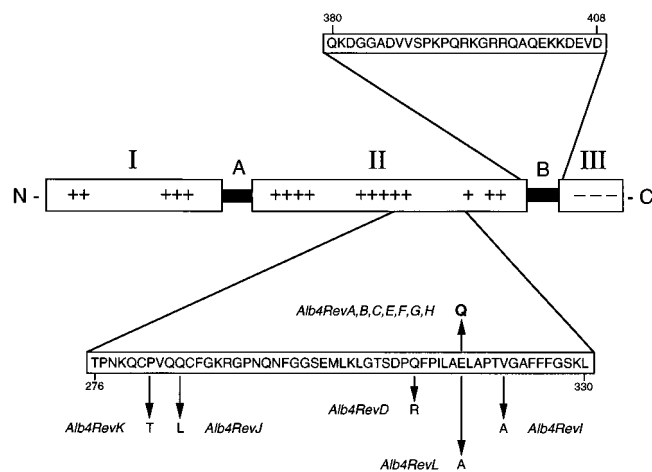 380 408
QKDGGADVVSPKPQRKGRRQAQEKKDEVD
I A II B III
N - ++ +++ ++++ +++++ + ++ ---- - C
Alb4RevA,B,C,E,F,G,H Q
TPNKQCPVQQCFGKRGPNQNFGGSEMLKLGTSDPQFPILAELAPTVGAFFFGSKL
276 330
Alb4RevK T L Alb4RevJ Alb4RevD R A Alb4RevI
Alb4RevL A